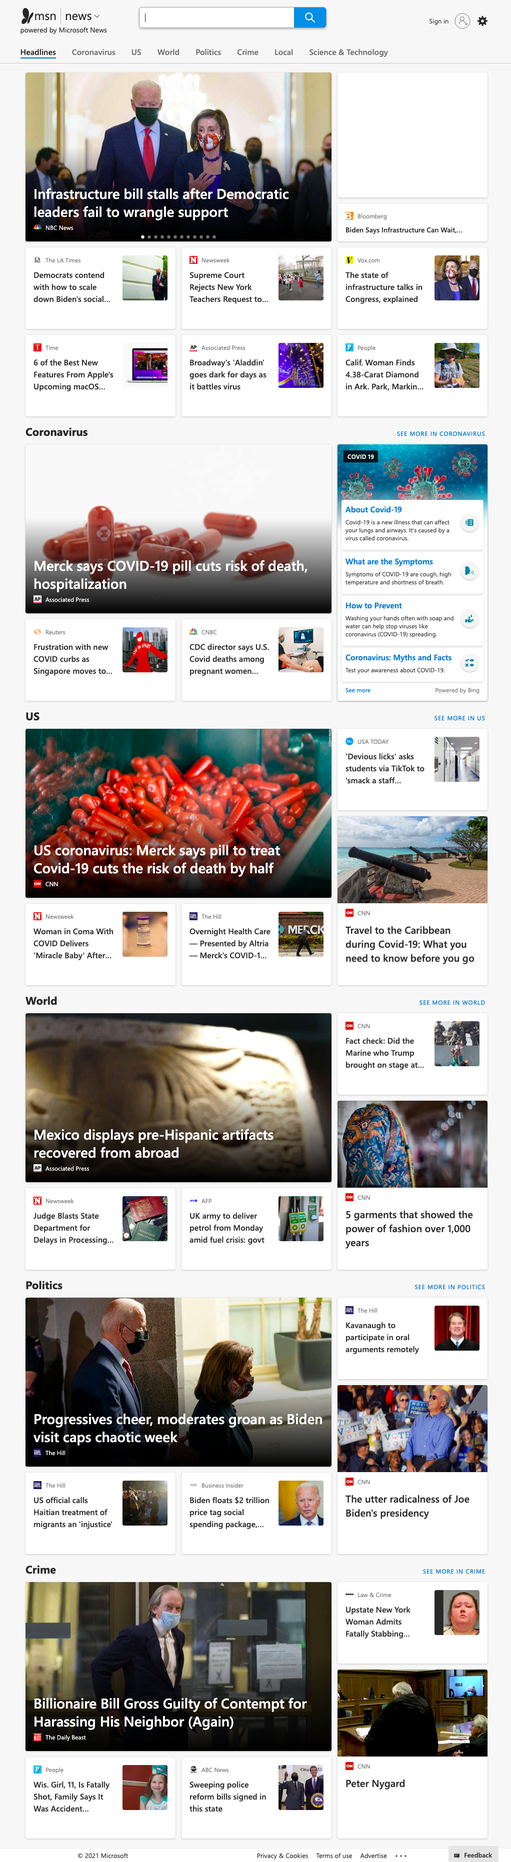 msn | news
powered by Microsoft News
Sign in
Headlines Coronavirus US World Politics Crime Local Science & Technology
Infrastructure bill stalls after Democratic
leaders fail to wrangle support
NBC News
Bloomberg
Biden Says Infrastructure Can Wait,...
The LA Times
Democrats contend
with how to scale
down Biden's social...
Newsweek
Supreme Court
Rejects New York
Teachers Request to...
Vox.com
The state of
infrastructure talks in
Congress, explained
Time
6 of the Best New
Features From Apple's
Upcoming macOS...
Associated Press
Broadway's 'Aladdin'
goes dark for days as
it battles virus
People
Calif. Woman Finds
4.38-Carat Diamond
in Ark. Park, Markin...
Coronavirus
SEE MORE IN CORONAVIRUS
Merck says COVID-19 pill cuts risk of death,
hospitalization
Associated Press
COVID 19
About Covid-19
Covid-19 is a new illness that can affect
your lungs and airways. It's caused by a
virus called coronavirus.
What are the Symptoms
Symptoms of COVID-19 are cough, high
temperature and shortness of breath.
How to Prevent
Washing your hands often with soap and
water can help stop viruses like
coronavirus (COVID-19) spreading.
Coronavirus: Myths and Facts
Test your awareness about COVID-19.
See more
Powered by Bing
Reuters
Frustration with new
COVID curbs as
Singapore moves to...
CNBC
CDC director says U.S.
Covid deaths among
pregnant women...
US
SEE MORE IN US
US coronavirus: Merck says pill to treat
Covid-19 cuts the risk of death by half
CNN
USA TODAY
'Devious licks' asks
students via TikTok to
'smack a staff...
CNN
Travel to the Caribbean
during Covid-19: What you
need to know before you go
Newsweek
Woman in Coma With
COVID Delivers
'Miracle Baby' After...
The Hill
Overnight Health Care
— Presented by Altria
— Merck's COVID-1...
MERCK
World
SEE MORE IN WORLD
Mexico displays pre-Hispanic artifacts
recovered from abroad
Associated Press
CNN
Fact check: Did the
Marine who Trump
brought on stage at...
CNN
5 garments that showed the
power of fashion over 1,000
years
Newsweek
Judge Blasts State
Department for
Delays in Processing...
AFP
UK army to deliver
petrol from Monday
amid fuel crisis: govt
Politics
SEE MORE IN POLITICS
Progressives cheer, moderates groan as Biden
visit caps chaotic week
The Hill
The Hill
Kavanaugh to
participate in oral
arguments remotely
CNN
The utter radicalness of Joe
Biden's presidency
The Hill
US official calls
Haitian treatment of
migrants an 'injustice'
Business Insider
Biden floats $2 trillion
price tag social
spending package,...
Crime
SEE MORE IN CRIME
Billionaire Bill Gross Guilty of Contempt for
Harassing His Neighbor (Again)
The Daily Beast
Law & Crime
Upstate New York
Woman Admits
Fatally Stabbing...
CNN
Peter Nygard
People
Wis. Girl, 11, Is Fatally
Shot, Family Says It
Was Accident...
ABC News
Sweeping police
reform bills signed in
this state
© 2021 Microsoft
Privacy & Cookies Terms of use Advertise ...
Feedback